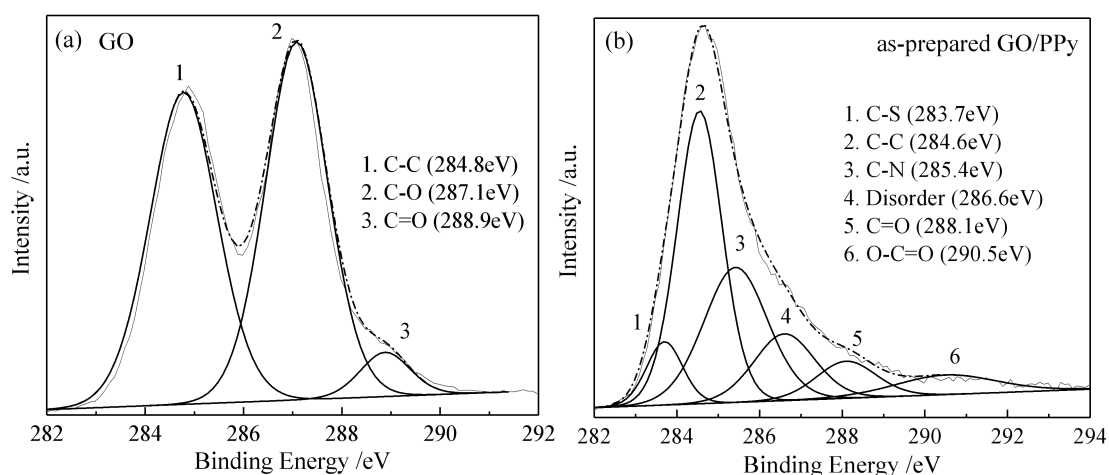 (a) GO
1
2
3
1. C-C (284.8eV)
2. C-O (287.1eV)
3. C=O (288.9eV)
Intensity /a.u.
282 284 286 288 290 292
Binding Energy /eV
(b) as-prepared GO/PPy
1. C-S (283.7eV)
2. C-C (284.6eV)
3. C-N (285.4eV)
4. Disorder (286.6eV)
5. C=O (288.1eV)
6. O-C=O (290.5eV)
1
2
3
4
5
6
Intensity /a.u.
282 284 286 288 290 292 294
Binding Energy /eV